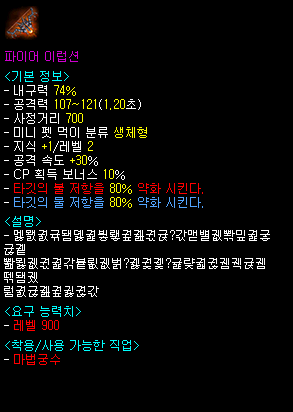 파이어 이럽션
<기본 정보>
- 내구력 74%
- 공격력 107~121(1,20초)
- 사정거리 700
- 미니 펫 먹이 분류 생체형
- 지식 +1/레벨 2
- 공격 속도 +30%
- CP 획득 보너스 10%
- 타깃의 불 저항을 80% 약화 시킨다.
- 타깃의 물 저항을 80% 약화 시킨다.
<설명>
<요구 능력치>
- 레벨 900
<착용/사용 가능한 직업>
- 마법궁수